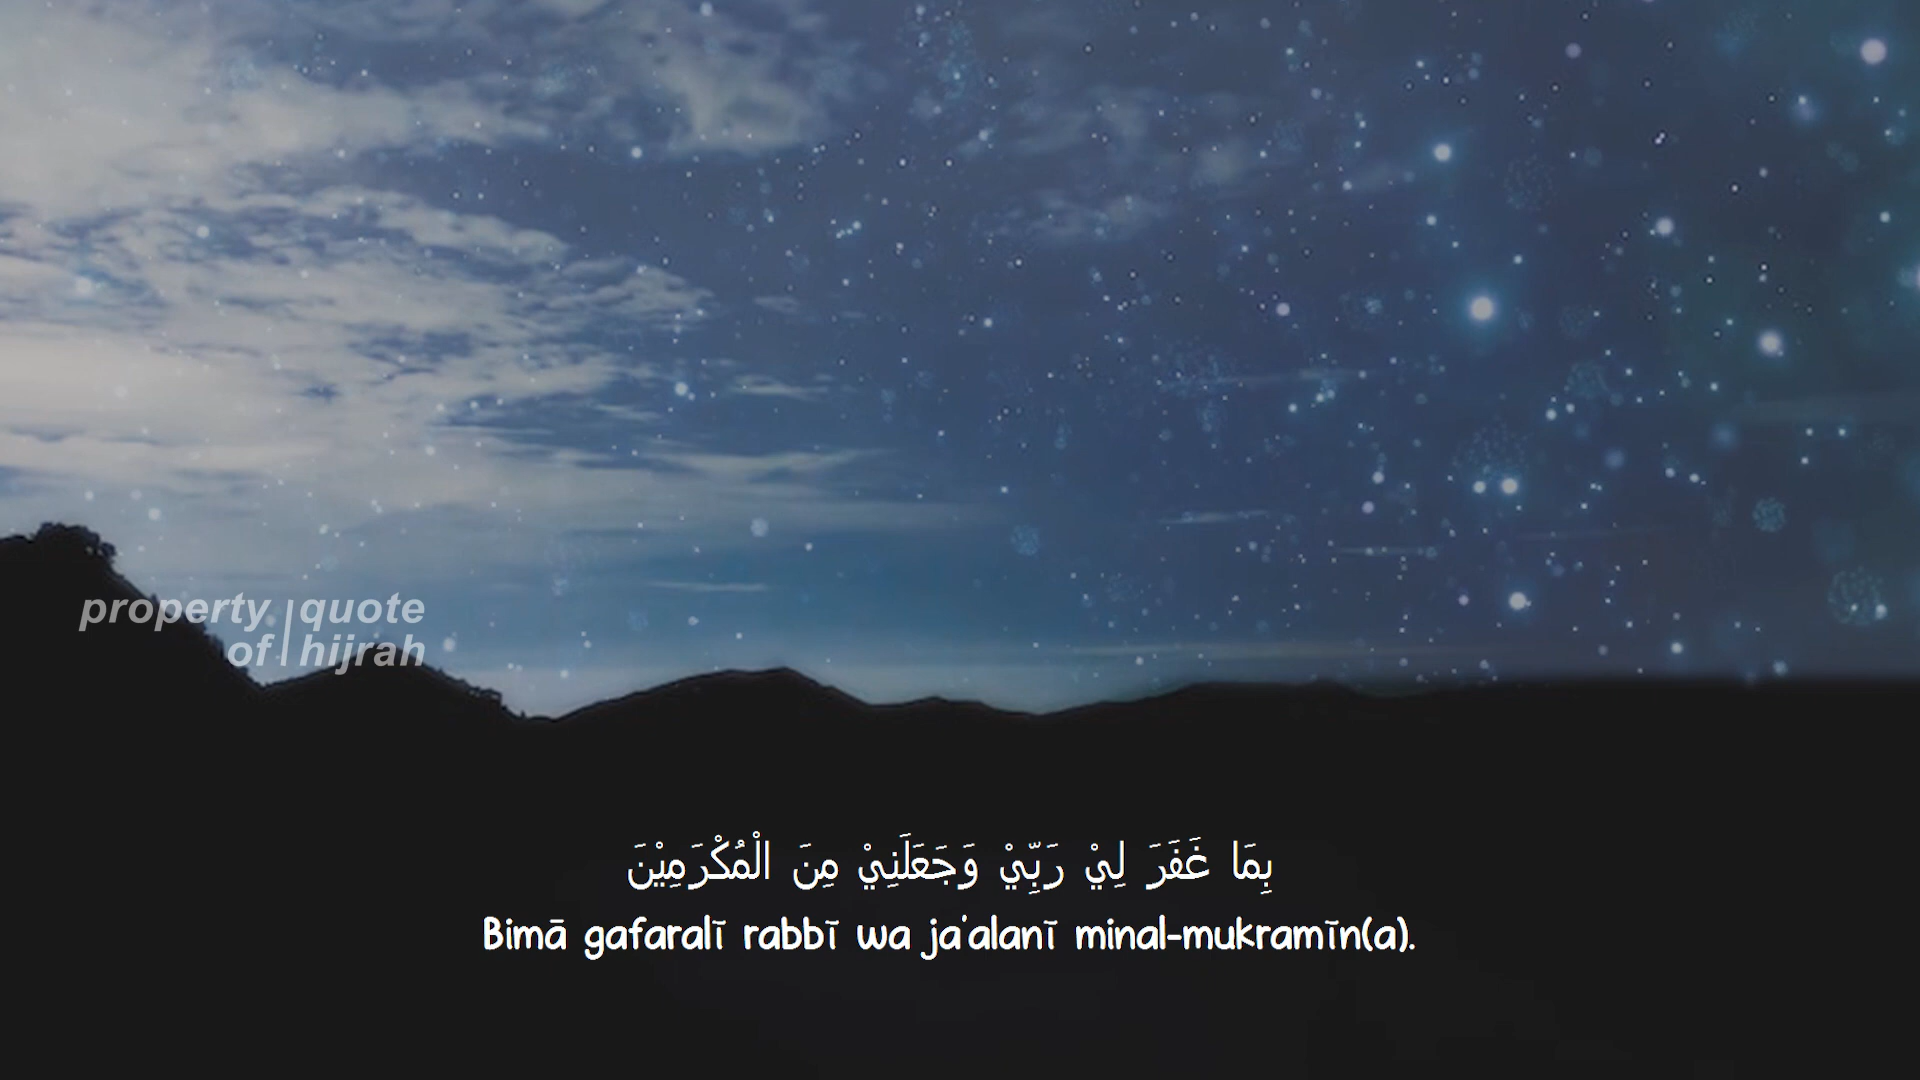 property quote
of hijrah
بِمَا غَفَرَ لِيْ رَبِّيْ وَجَعَلَنِيْ مِنَ الْمُكْرَمِيْنَ
Bimā gafaralī rabbī wa ja'alanī minal-mukramīn(a).